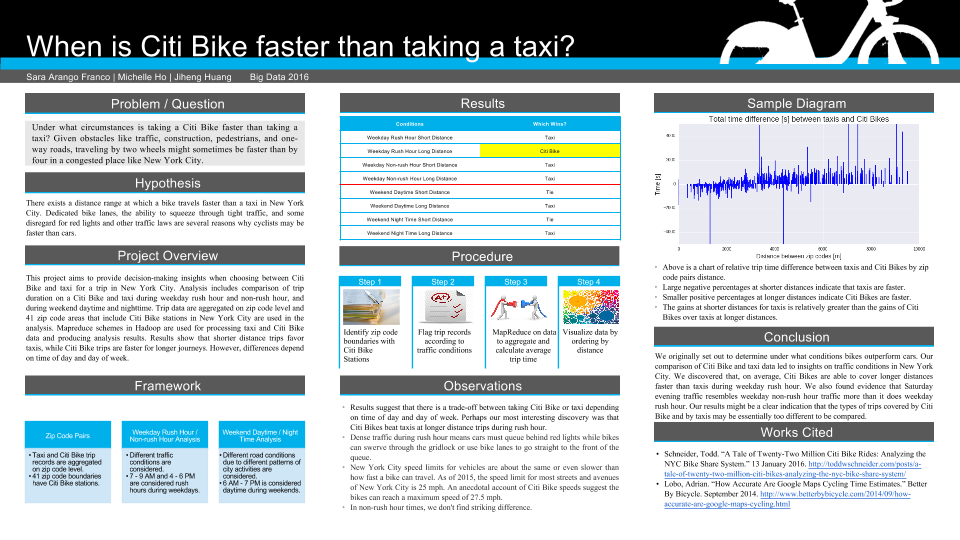 When is Citi Bike faster than taking a taxi?
Sara Arango Franco | Michelle Ho | Jiheng Huang Big Data 2016
Problem / Question
Under what circumstances is taking a Citi Bike faster than taking a
taxi? Given obstacles like traffic, construction, pedestrians, and one-
way roads, traveling by two wheels might sometimes be faster than by
four in a congested place like New York City.
Hypothesis
There exists a distance range at which a bike travels faster than a taxi in New York
City. Dedicated bike lanes, the ability to squeeze through tight traffic, and some
disregard for red lights and other traffic laws are several reasons why cyclists may be
faster than cars.
Project Overview
This project aims to provide decision-making insights when choosing between Citi
Bike and taxi for a trip in New York City. Analysis includes comparison of trip
duration on a Citi Bike and taxi during weekday rush hour and non-rush hour, and
during weekend daytime and nighttime. Trip data are aggregated on zip code level and
41 zip code areas that include Citi Bike stations in New York City are used in the
analysis. Mapreduce schemes in Hadoop are used for processing taxi and Citi Bike
data and producing analysis results. Results show that shorter distance trips favor
taxis, while Citi Bike trips are faster for longer journeys. However, differences depend
on time of day and day of week.
Framework
Zip Code Pairs
• Taxi and Citi Bike trip
records are aggregated
on zip code level.
• 41 zip code boundaries
have Citi Bike stations.
Weekday Rush Hour /
Non-rush Hour Analysis
• Different traffic
conditions are
considered.
• 7 - 9 AM and 4 - 6 PM
are considered rush
hours during weekdays.
Weekend Daytime / Night
Time Analysis
• Different road conditions
due to different patterns of
city activities are
considered.
• 6 AM - 7 PM is considered
daytime during weekends.
Results
Conditions Which Wins?
Weekday Rush Hour Short Distance Taxi
Weekday Rush Hour Long Distance Citi Bike
Weekday Non-rush Hour Short Distance Taxi
Weekday Non-rush Hour Long Distance Taxi
Weekend Daytime Short Distance Tie
Weekend Daytime Long Distance Taxi
Weekend Night Time Short Distance Tie
Weekend Night Time Long Distance Taxi
Procedure
Step 1
Identify zip code
boundaries with
Citi Bike
Stations
Step 2
A+
Flag trip records
according to
traffic conditions
Step 3
MapReduce on data
to aggregate and
calculate average
trip time
Step 4
Visualize data by
ordering by
distance
Observations
• Results suggest that there is a trade-off between taking Citi Bike or taxi depending
on time of day and day of week. Perhaps our most interesting discovery was that
Citi Bikes beat taxis at longer distance trips during rush hour.
• Dense traffic during rush hour means cars must queue behind red lights while bikes
can swerve through the gridlock or use bike lanes to go straight to the front of the
queue.
• New York City speed limits for vehicles are about the same or even slower than
how fast a bike can travel. As of 2015, the speed limit for most streets and avenues
of New York City is 25 mph. An anecdotal account of Citi Bike speeds suggest the
bikes can reach a maximum speed of 27.5 mph.
• In non-rush hour times, we don't find striking difference.
Sample Diagram
Total time difference [s] between taxis and Citi Bikes
Time [s]
0
0 2000 4000 6000 8000 10000
Distance between zip codes [m]
• Above is a chart of relative trip time difference between taxis and Citi Bikes by zip
code pairs distance.
• Large negative percentages at shorter distances indicate that taxis are faster.
• Smaller positive percentages at longer distances indicate Citi Bikes are faster.
• The gains at shorter distances for taxis is relatively greater than the gains of Citi
Bikes over taxis at longer distances.
Conclusion
We originally set out to determine under what conditions bikes outperform cars. Our
comparison of Citi Bike and taxi data led to insights on traffic conditions in New York
City. We discovered that, on average, Citi Bikes are able to cover longer distances
faster than taxis during weekday rush hour. We also found evidence that Saturday
evening traffic resembles weekday non-rush hour traffic more than it does weekday
rush hour. Our results might be a clear indication that the types of trips covered by Citi
Bike and by taxis may be essentially too different to be compared.
Works Cited
• Schneider, Todd. “A Tale of Twenty-Two Million Citi Bike Rides: Analyzing the
NYC Bike Share System.” 13 January 2016. http://toddwschneider.com/posts/a-
tale-of-twenty-two-million-citi-bikes-analyzing-the-nyc-bike-share-system/
• Lobo, Adrian. “How Accurate Are Google Maps Cycling Time Estimates.” Better
By Bicycle. September 2014. http://www.betterbybicycle.com/2014/09/how-
accurate-are-google-maps-cycling.html